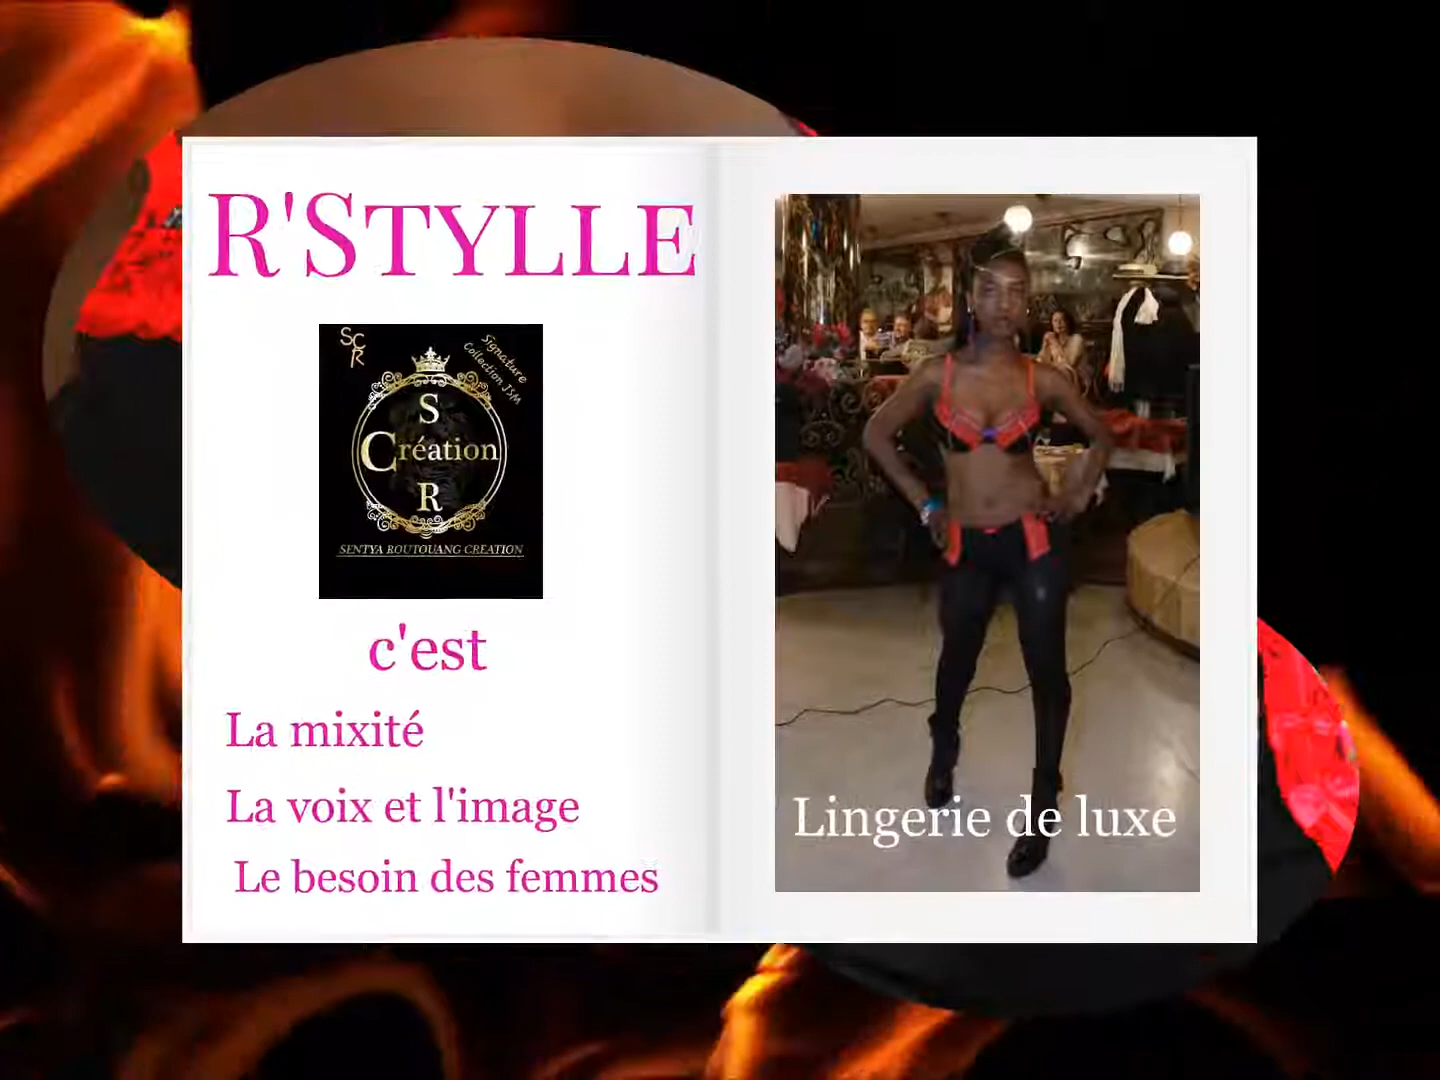 R'STYLLE
SCR
Signature
Collection JSM
S
Création
R
SENTYA ROUTOUANG CREATION
c'est
La mixité
La voix et l'image
Le besoin des femmes
Lingerie de luxe